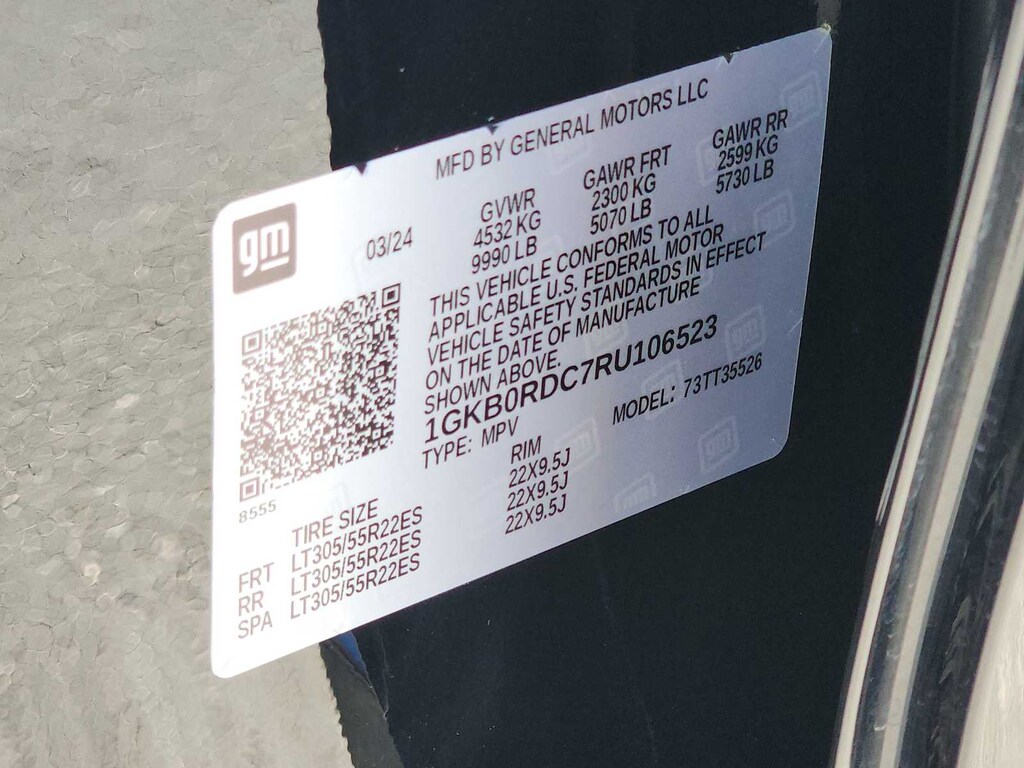 MFD BY GENERAL MOTORS LLC
gm
03/24
GVWR GAWR FRT GAWR RR
4532 KG 2300 KG 2599 KG
9990 LB 5070 LB 5730 LB
THIS VEHICLE CONFORMS TO ALL
APPLICABLE U.S. FEDERAL MOTOR
VEHICLE SAFETY STANDARDS IN EFFECT
ON THE DATE OF MANUFACTURE
SHOWN ABOVE.
1GKB0RDC7RU106523
TYPE: MPV MODEL: 73TT35526
8555
TIRE SIZE RIM
FRT LT305/55R22ES 22X9.5J
RR LT305/55R22ES 22X9.5J
SPA LT305/55R22ES 22X9.5J